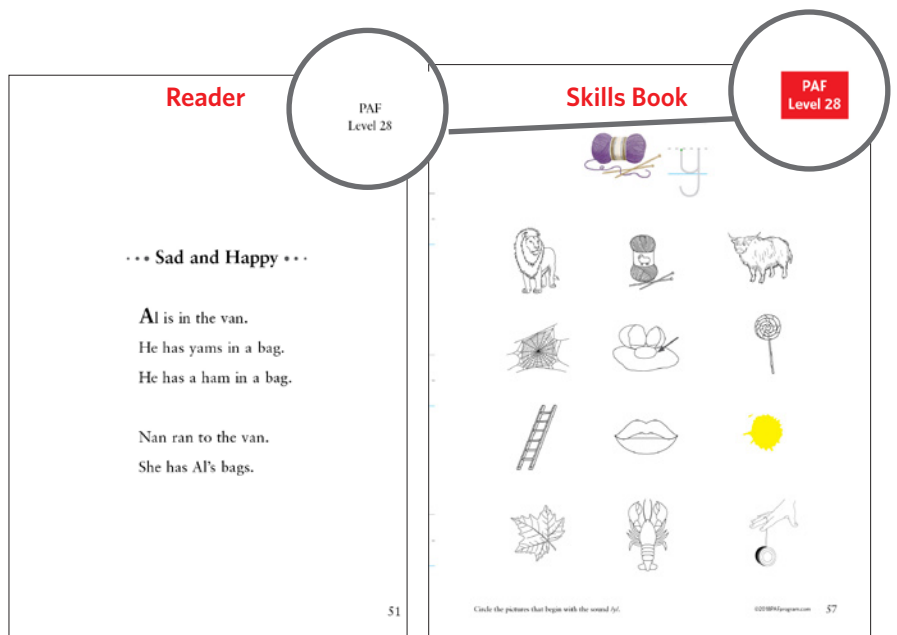 Reader
PAF
Level 28
··• Sad and Happy •··
Al is in the van.
He has yams in a bag.
He has a ham in a bag.
Nan ran to the van.
She has Al's bags.
51
Skills Book
PAF
Level 28
y
Circle the pictures that begin with the sound /y/.
©2018PAFprogram.com
57